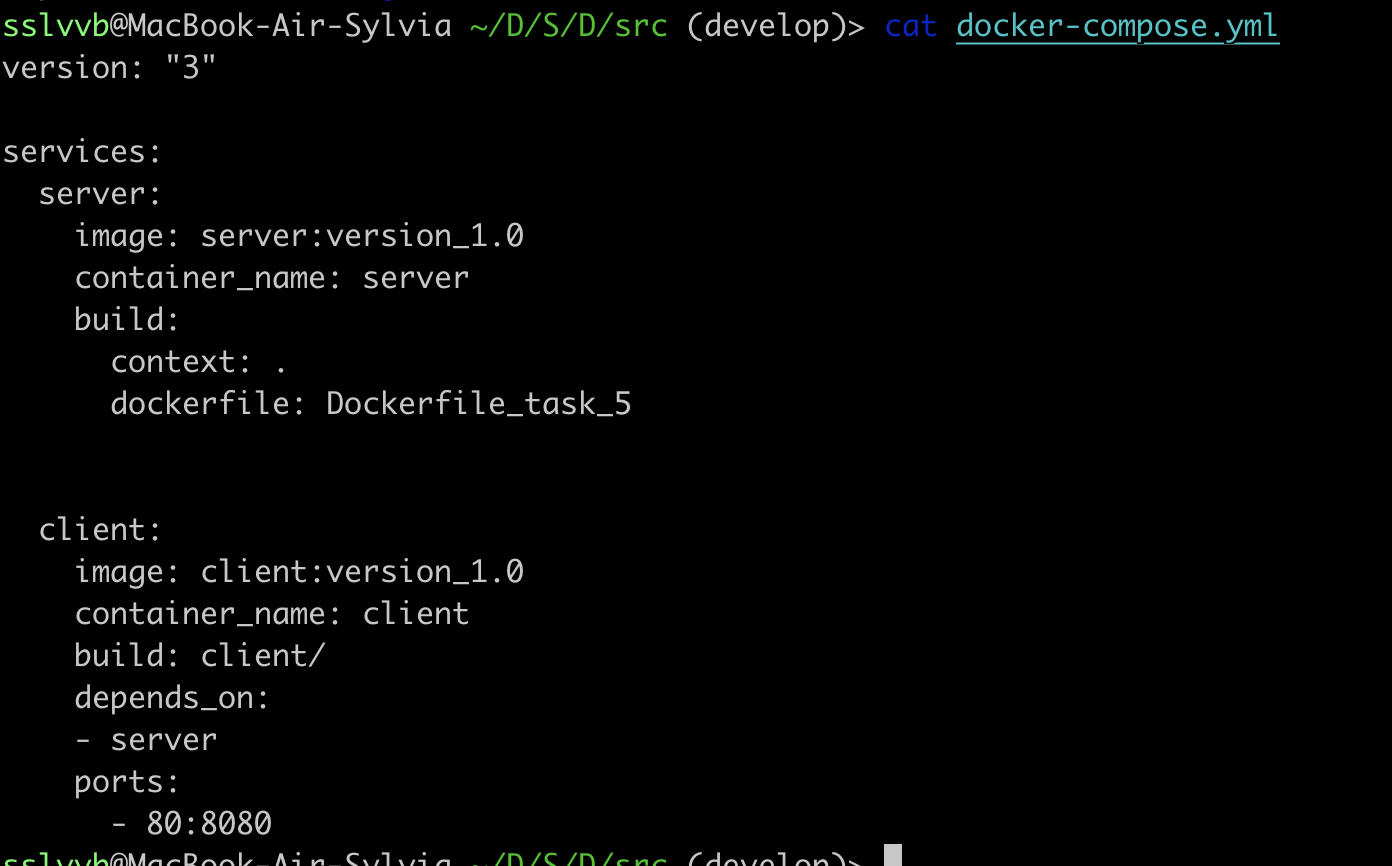 sslvvb@MacBook-Air-Sylvia ~/D/S/D/src (develop)> cat docker-compose.yml
version: "3"
services:
  server:
    image: server:version_1.0
    container_name: server
    build:
      context: .
      dockerfile: Dockerfile_task_5
  client:
    image: client:version_1.0
    container_name: client
    build: client/
    depends_on:
    - server
    ports:
      - 80:8080
sslvvb@MacBook-Air-Sylvia ~/D/S/D/src (develop)>